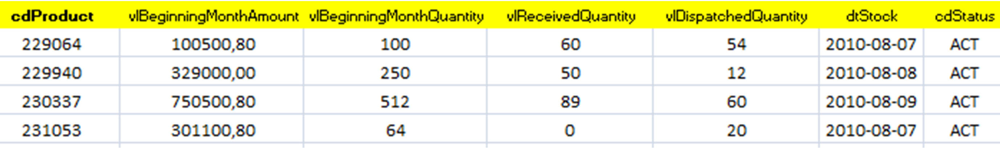 cdProduct vlBeginningMonthAmount vlBeginningMonthQuantity vlReceivedQuantity vlDispatchedQuantity dtStock cdStatus
229064 100500,80 100 60 54 2010-08-07 ACT
229940 329000,00 250 50 12 2010-08-08 ACT
230337 750500,80 512 89 60 2010-08-09 ACT
231053 301100,80 64 0 20 2010-08-07 ACT